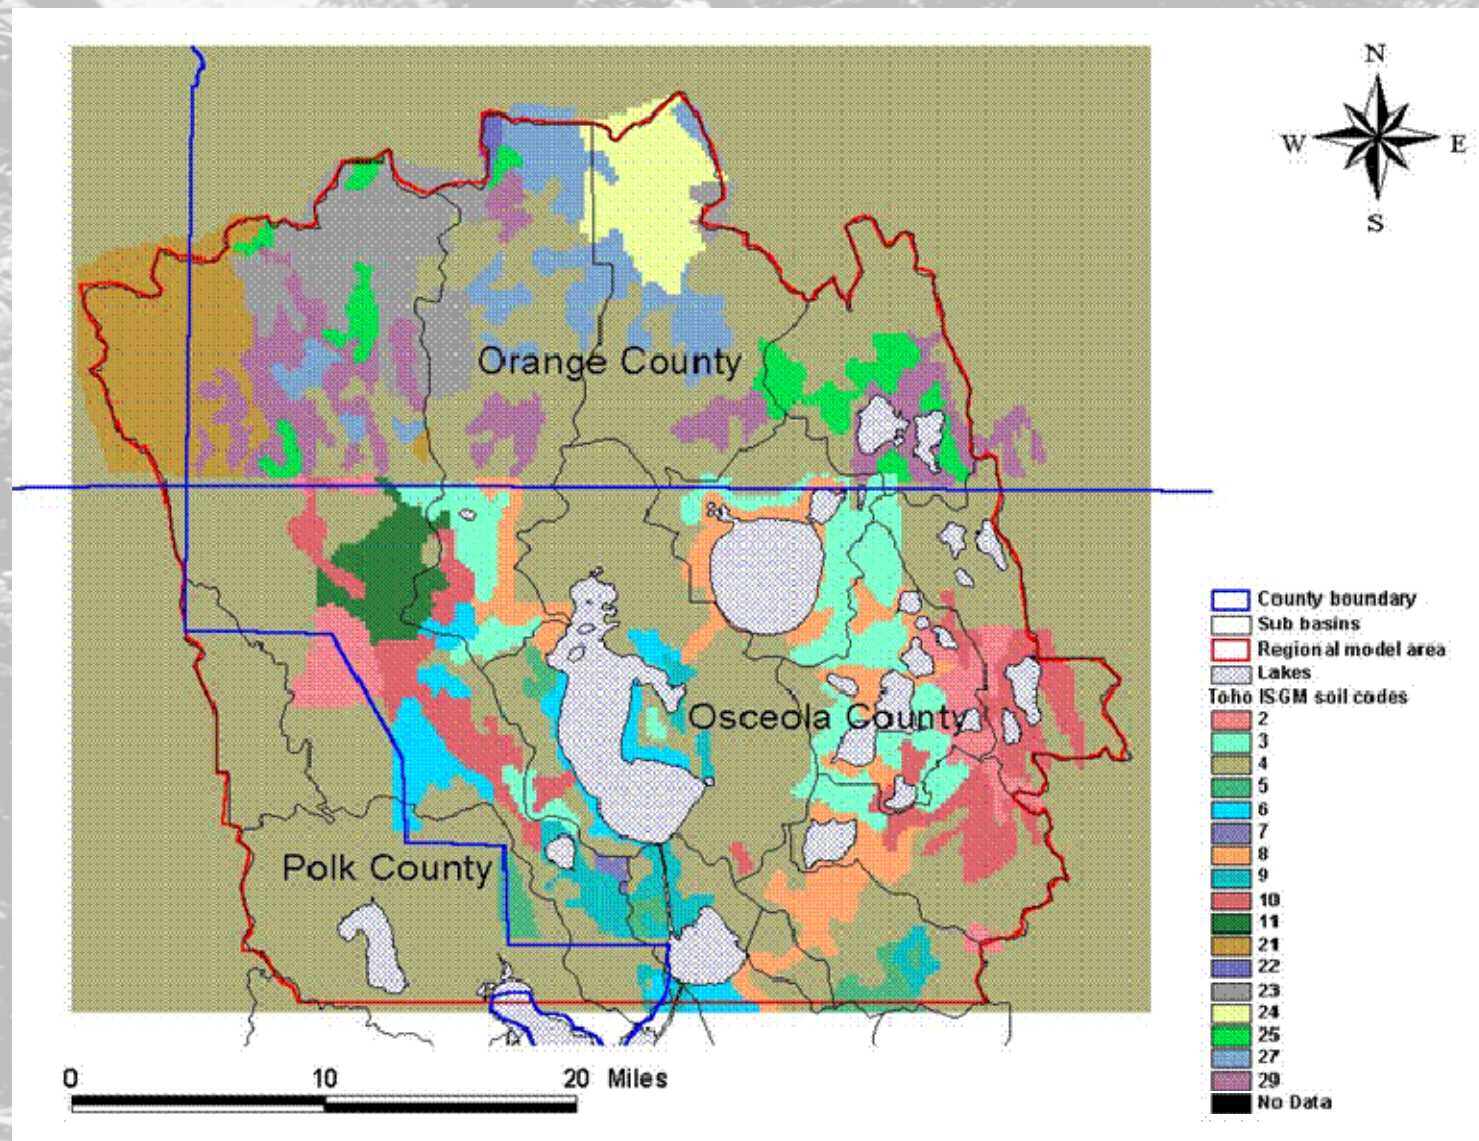 N
W E
S
Orange County
Osceola County
Polk County
County boundary
Sub basins
Regional model area
Lakes
Toho ISGM soil codes
2
3
4
5
6
7
8
9
10
11
21
22
23
24
25
27
29
No Data
0 10 20 Miles